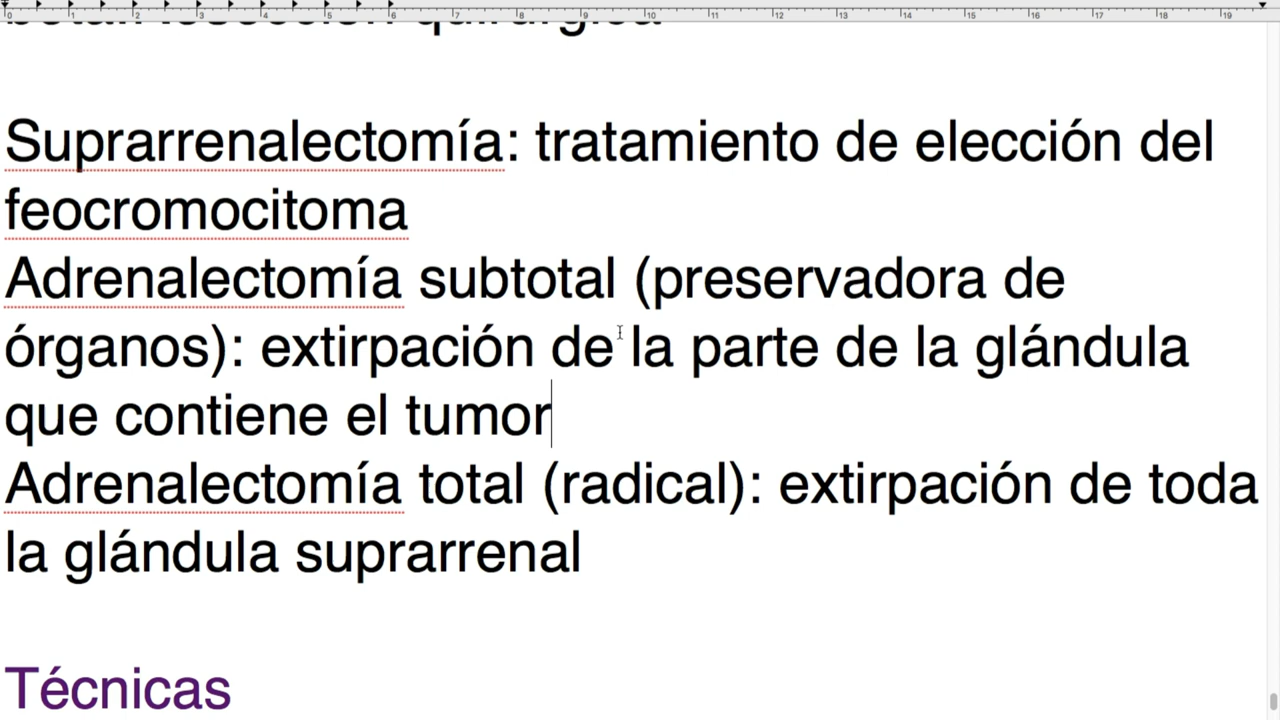 Suprarrenalectomía: tratamiento de elección del
feocromocitoma
Adrenalectomía subtotal (preservadora de
órganos): extirpación de la parte de la glándula
que contiene el tumor
Adrenalectomía total (radical): extirpación de toda
la glándula suprarrenal
Técnicas